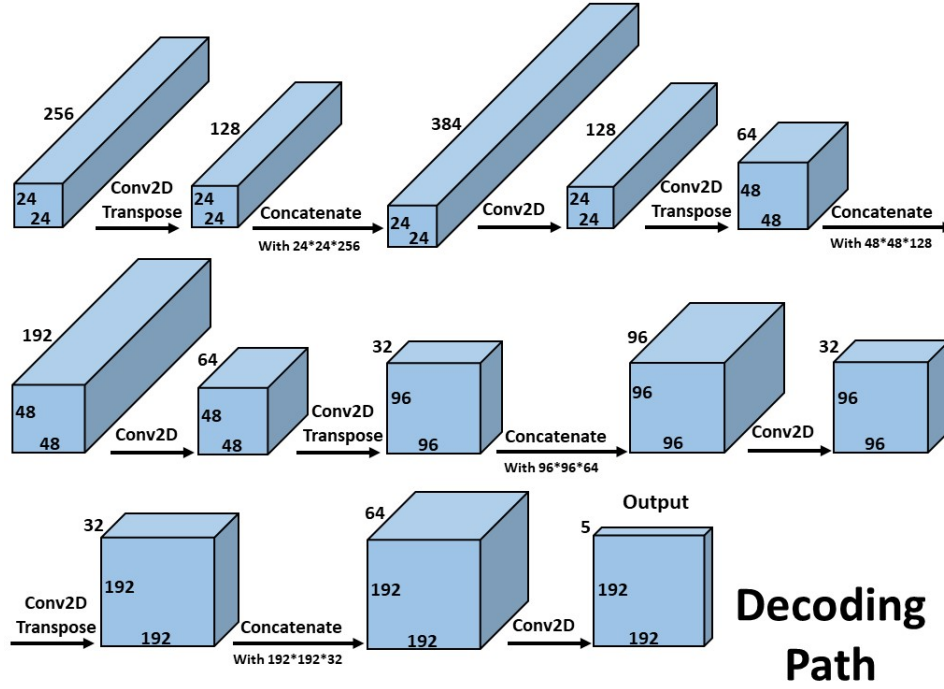 256
24
24
Conv2D
Transpose
128
24
24
Concatenate
With 24*24*256
384
24
24
Conv2D
128
24
24
Conv2D
Transpose
64
48
48
Concatenate
With 48*48*128
192
48
48
Conv2D
64
48
48
Conv2D
Transpose
32
96
96
Concatenate
With 96*96*64
96
96
96
Conv2D
32
96
96
Conv2D
Transpose
32
192
192
Concatenate
With 192*192*32
64
192
192
Conv2D
Output
5
192
192
Decoding
Path